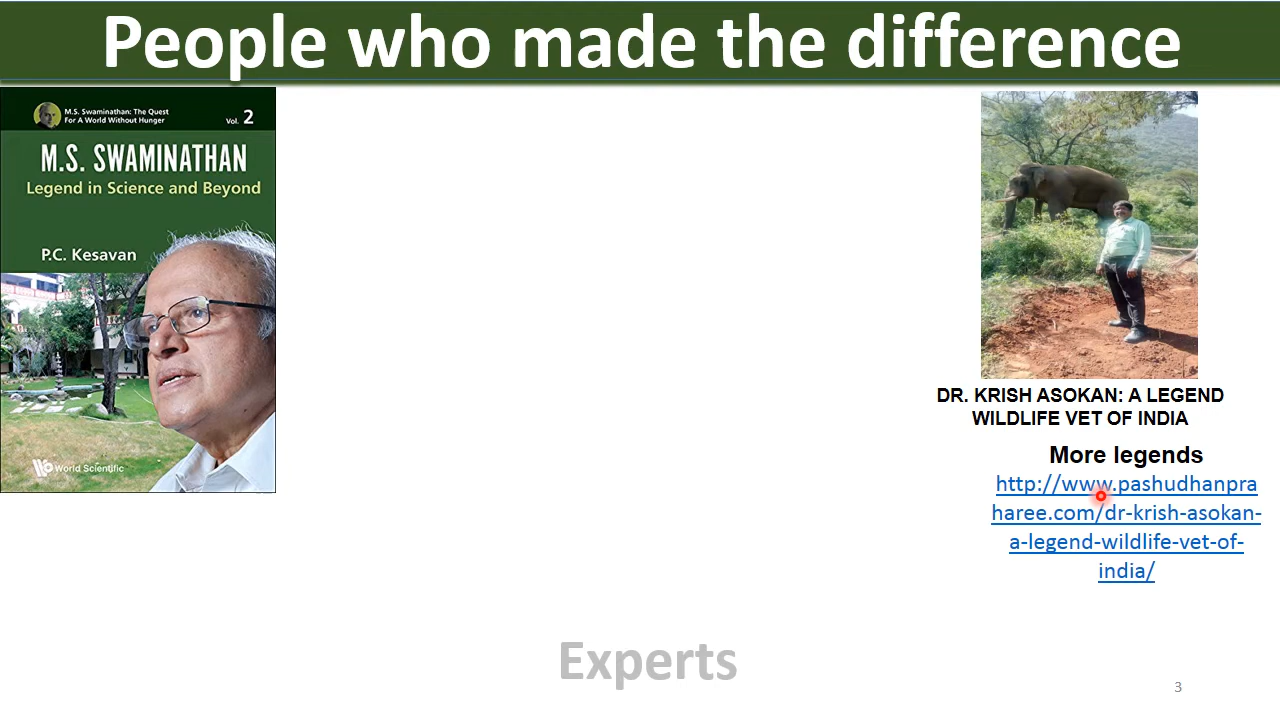 People who made the difference
M.S. Swaminathan: The Quest
For A World Without Hunger
Vol. 2
M.S. SWAMINATHAN
Legend in Science and Beyond
P.C. Kesavan
World Scientific
DR. KRISH ASOKAN: A LEGEND
WILDLIFE VET OF INDIA
More legends
http://www.pashudhanpra
haree.com/dr-krish-asokan-
a-legend-wildlife-vet-of-
india/
Experts
3